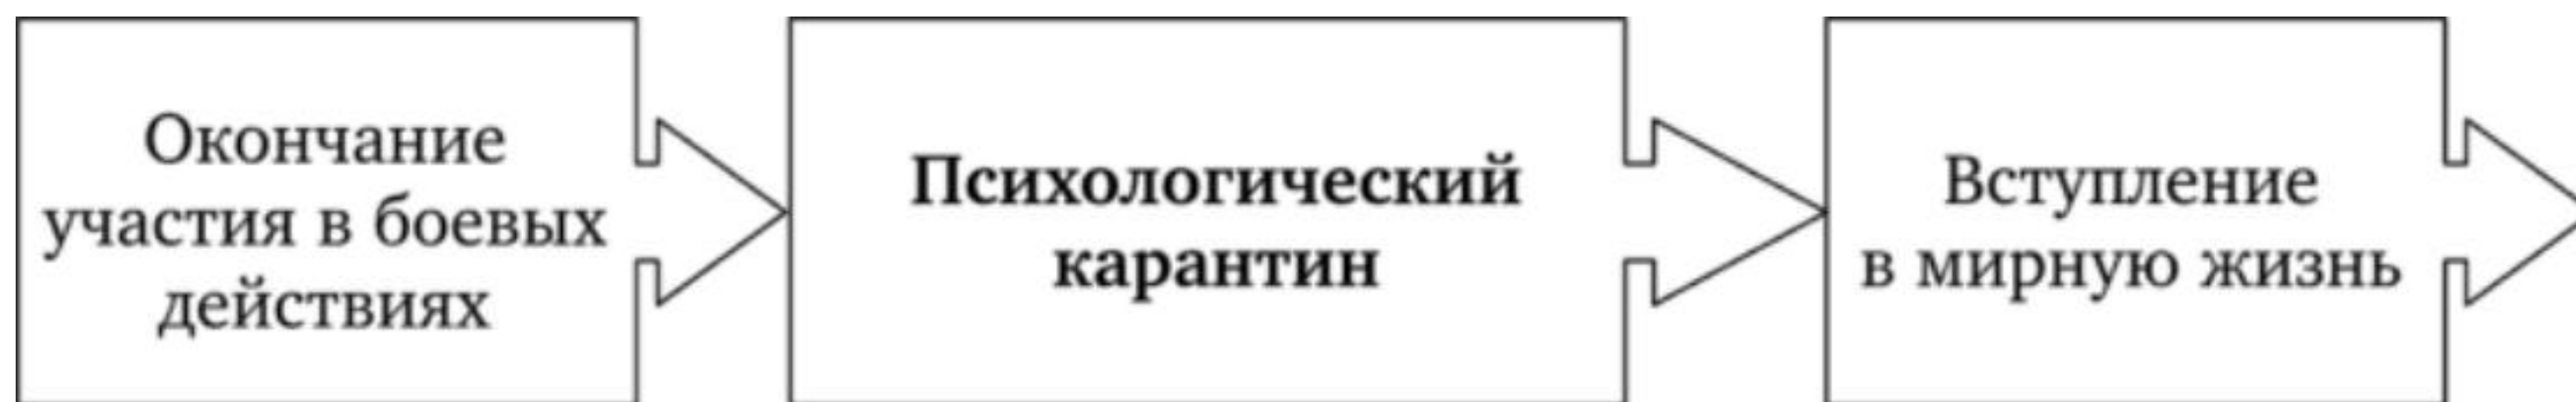 Окончание
участия в боевых
действиях
Психологический
карантин
Вступление
в мирную жизнь